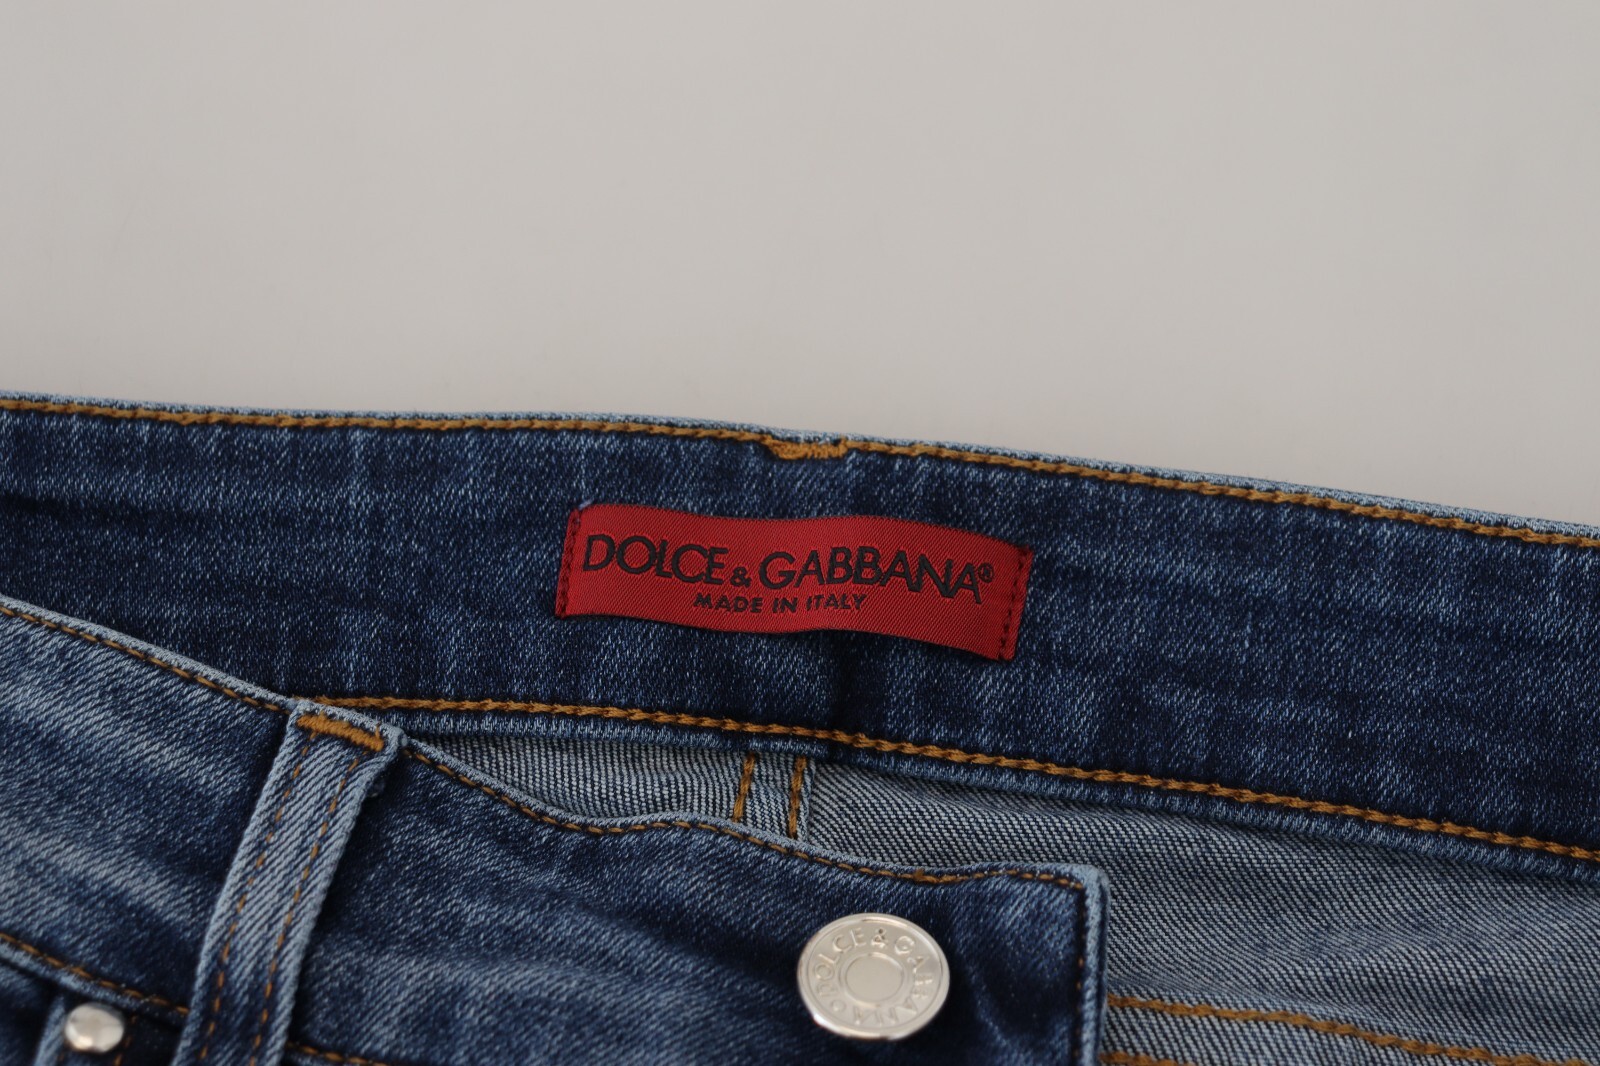 DOLCE & GABBANA®
MADE IN ITALY
DOLCE & GABBANA